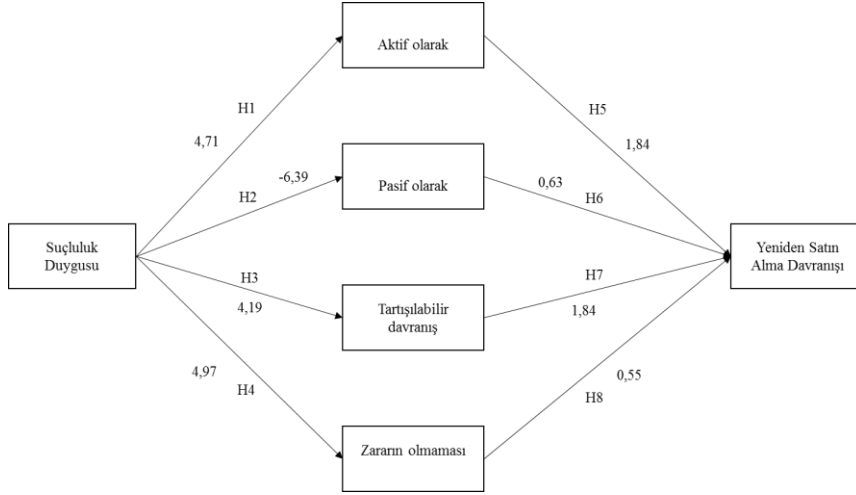 Aktif olarak
H1
4,71
H5
1,84
-6,39
Pasif olarak
0,63
H2
H6
Suçluluk
Duygusu
Yeniden Satın
Alma Davranışı
H3
4,19
H7
1,84
Tartışılabilir
davranış
4,97
H4
0,55
H8
Zararın olmaması